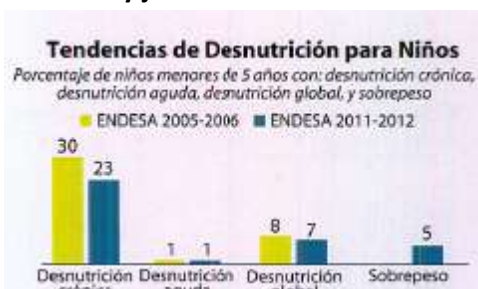 Tendencias de Desnutrición para Niños
Porcentaje de niños menores de 5 años con: desnutrición crónica,
desnutrición aguda, desnutrición global, y sobrepeso
ENDESA 2005-2006 ENDESA 2011-2012
30
23
1 1
8 7
5
Desnutrición Desnutrición Desnutrición Sobrepeso
crónica aguda global